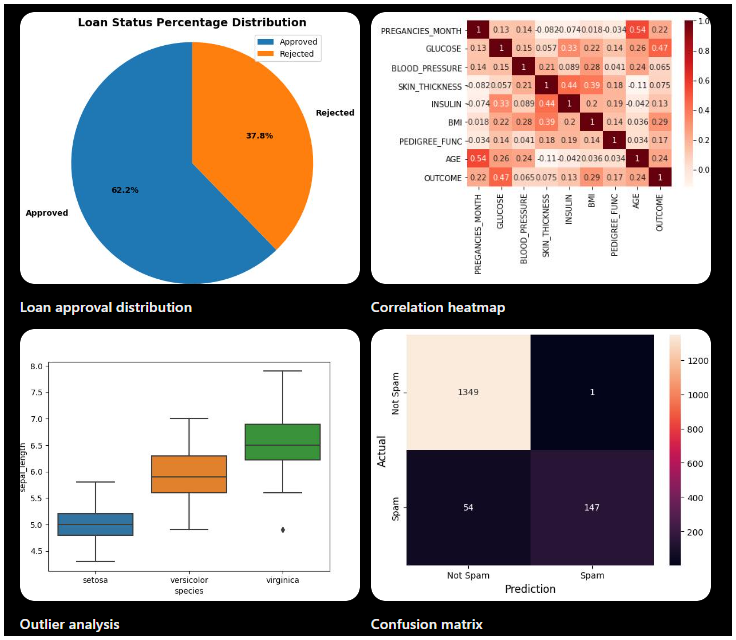 Loan Status Percentage Distribution
Approved
Rejected
Rejected
37.8%
62.2%
Approved
Loan approval distribution
PREGANCIES_MONTH 1 0.13 0.14 -0.082 -0.074 -0.018 -0.034 0.54 0.22
GLUCOSE 0.13 1 0.15 0.057 0.33 0.22 0.14 0.26 0.47
BLOOD_PRESSURE 0.14 0.15 1 0.21 0.089 0.28 0.041 0.24 0.065
SKIN_THICKNESS -0.082 0.057 0.21 1 0.44 0.39 0.18 -0.11 0.075
INSULIN -0.074 0.33 0.089 0.44 1 0.2 0.19 -0.042 0.13
BMI -0.018 0.22 0.28 0.39 0.2 1 0.14 0.036 0.29
PEDIGREE_FUNC -0.034 0.14 0.041 0.18 0.19 0.14 1 0.034 0.17
AGE 0.54 0.26 0.24 -0.11 -0.042 0.036 0.034 1 0.24
OUTCOME 0.22 0.47 0.065 0.075 0.13 0.29 0.17 0.24 1
PREGANCIES_MONTH
GLUCOSE
BLOOD_PRESSURE
SKIN_THICKNESS
INSULIN
BMI
PEDIGREE_FUNC
AGE
OUTCOME
1.0
0.8
0.6
0.4
0.2
0.0
Correlation heatmap
8.0
7.5
7.0
6.5
6.0
5.5
5.0
4.5
sepal_length
setosa versicolor virginica
species
Outlier analysis
Actual
Not Spam
1349 1
Spam
54 147
Not Spam Spam
Prediction
1200
1000
800
600
400
200
Confusion matrix